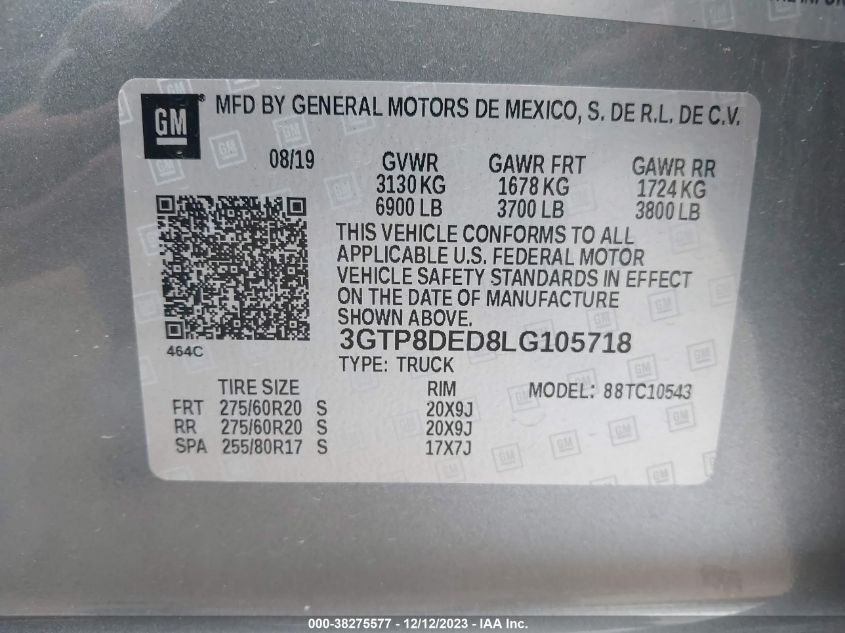 GM ® MFD BY GENERAL MOTORS DE MEXICO, S. DE R.L. DE C.V.
08/19 GVWR GAWR FRT GAWR RR
3130 KG 1678 KG 1724 KG
6900 LB 3700 LB 3800 LB
THIS VEHICLE CONFORMS TO ALL
APPLICABLE U.S. FEDERAL MOTOR
VEHICLE SAFETY STANDARDS IN EFFECT
ON THE DATE OF MANUFACTURE
SHOWN ABOVE.
464C
3GTP8DED8LG105718
TYPE: TRUCK
TIRE SIZE RIM MODEL: 88TC10543
FRT 275/60R20 S 20X9J
RR 275/60R20 S 20X9J
SPA 255/80R17 S 17X7J
000-38275577 - 12/12/2023 - IAA Inc.